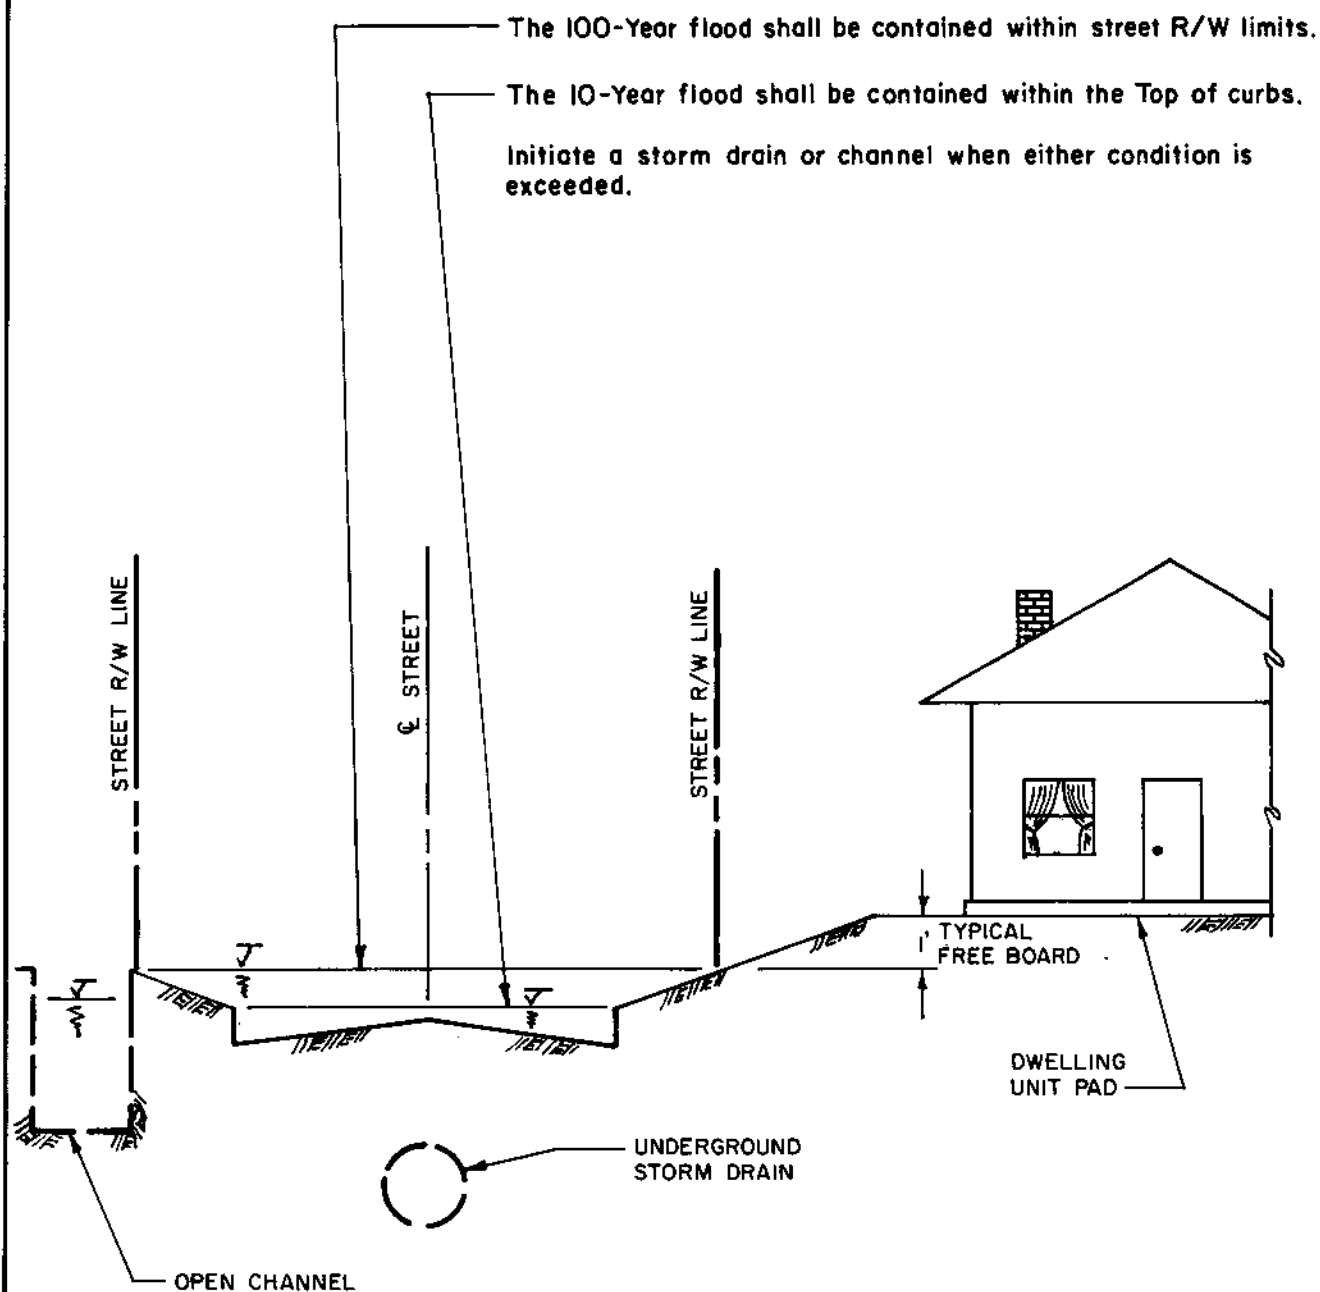 The 100-Year flood shall be contained within street R/W limits.
The 10-Year flood shall be contained within the Top of curbs.
Initiate a storm drain or channel when either condition is
exceeded.
STREET R/W LINE
℄ STREET
STREET R/W LINE
1' TYPICAL
FREE BOARD
DWELLING
UNIT PAD
UNDERGROUND
STORM DRAIN
OPEN CHANNEL